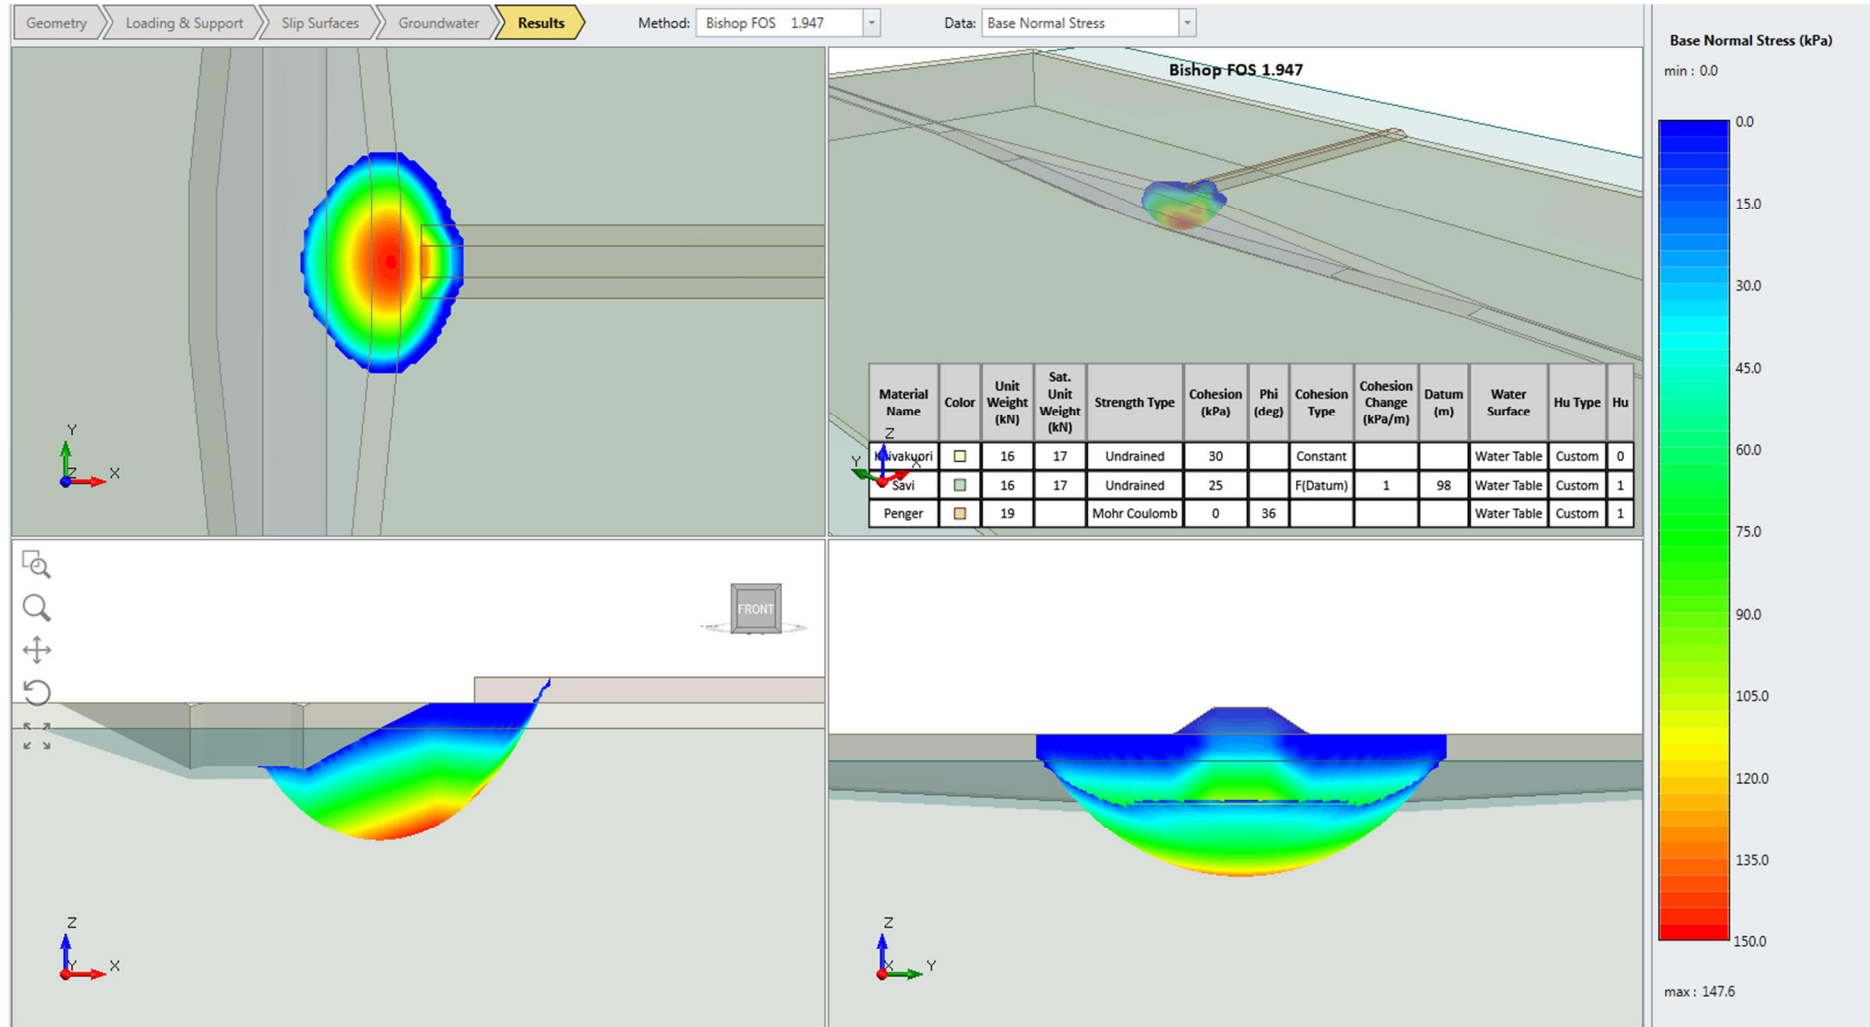 Geometry Loading & Support Slip Surfaces Groundwater Results Method: Bishop FOS 1.947 Data: Base Normal Stress
Bishop FOS 1.947
Y
Z X
Material Name Color Unit Weight (kN) Sat. Unit Weight (kN) Strength Type Cohesion (kPa) Phi (deg) Cohesion Type Cohesion Change (kPa/m) Datum (m) Water Surface Hu Type Hu
16 17 Undrained 30 Constant Water Table Custom 0
Savi 16 17 Undrained 25 F(Datum) 1 98 Water Table Custom 1
Penger 19 Mohr Coulomb 0 36 Water Table Custom 1
Z
Y X
FRONT
Z
Y X
Z
X Y
Base Normal Stress (kPa)
min : 0.0
0.0
15.0
30.0
45.0
60.0
75.0
90.0
105.0
120.0
135.0
150.0
max : 147.6